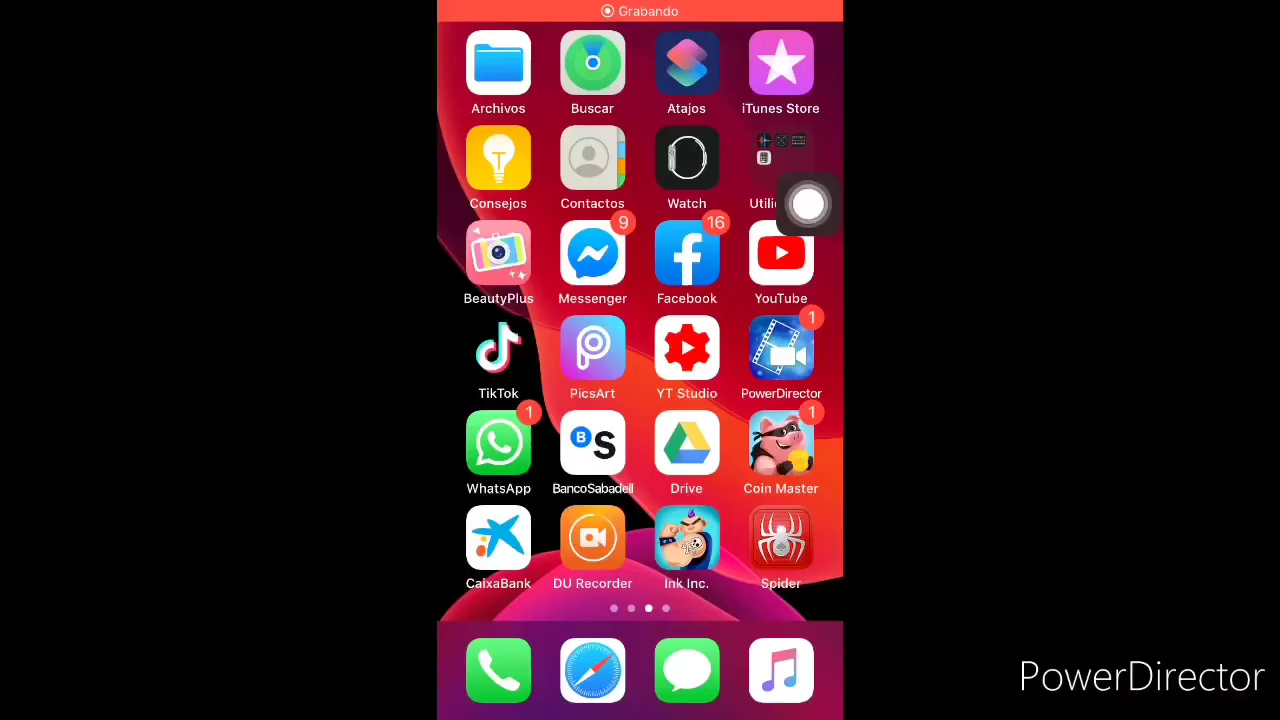 Grabando
Archivos
Buscar
Atajos
iTunes Store
Consejos
Contactos
Watch
9
16
BeautyPlus
Messenger
Facebook
YouTube
1
TikTok
PicsArt
YT Studio
PowerDirector
1
1
WhatsApp
B S
BancoSabadell
Drive
Coin Master
CaixaBank
DU Recorder
Ink Inc.
Spider
PowerDirector